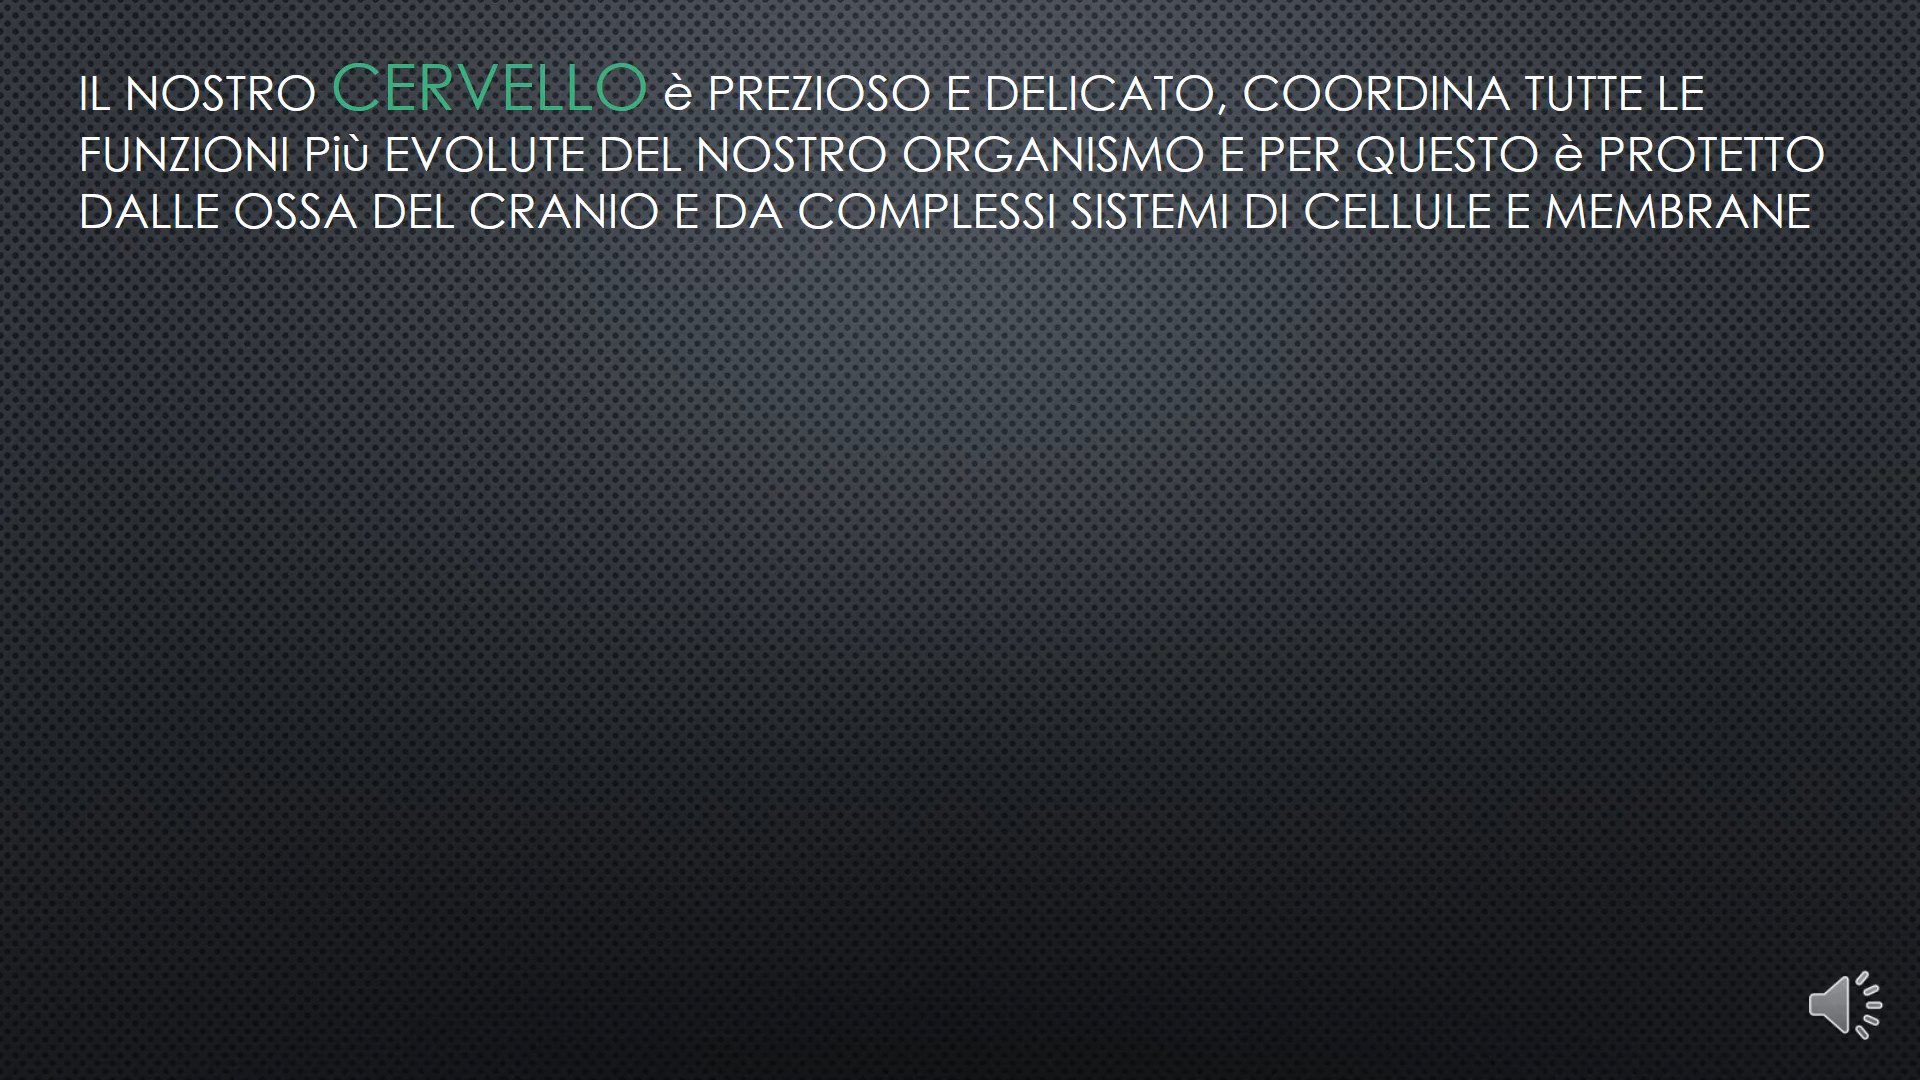 IL NOSTRO CERVELLO è PREZIOSO E DELICATO, COORDINA TUTTE LE
FUNZIONI Più EVOLUTE DEL NOSTRO ORGANISMO E PER QUESTO è PROTETTO
DALLE OSSA DEL CRANIO E DA COMPLESSI SISTEMI DI CELLULE E MEMBRANE